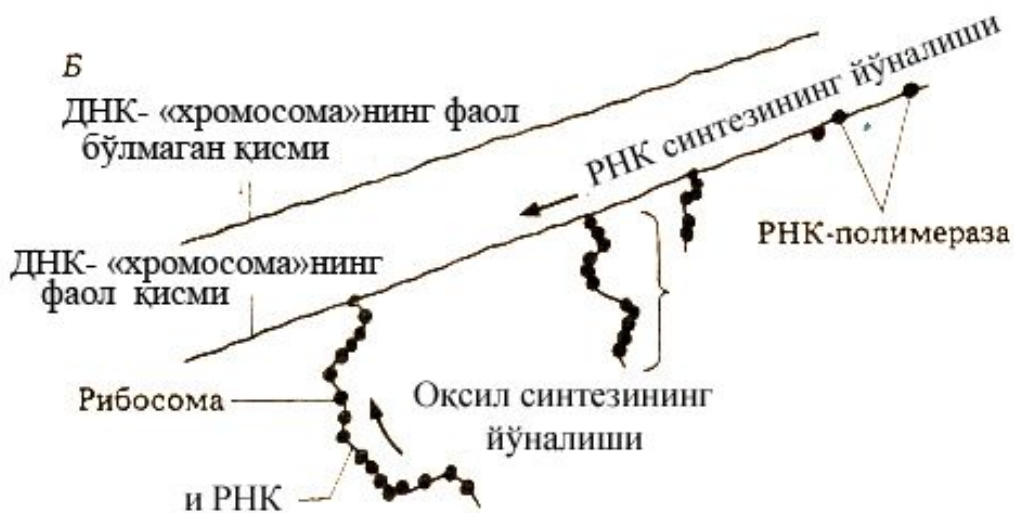 Б
ДНК- «хромосома»нинг фаол
бўлмаган қисми
РНК синтезининг йўналиши
РНК-полимераза
ДНК- «хромосома»нинг
фаол қисми
Рибосома
Оқсил синтезининг
йўналиши
и РНК